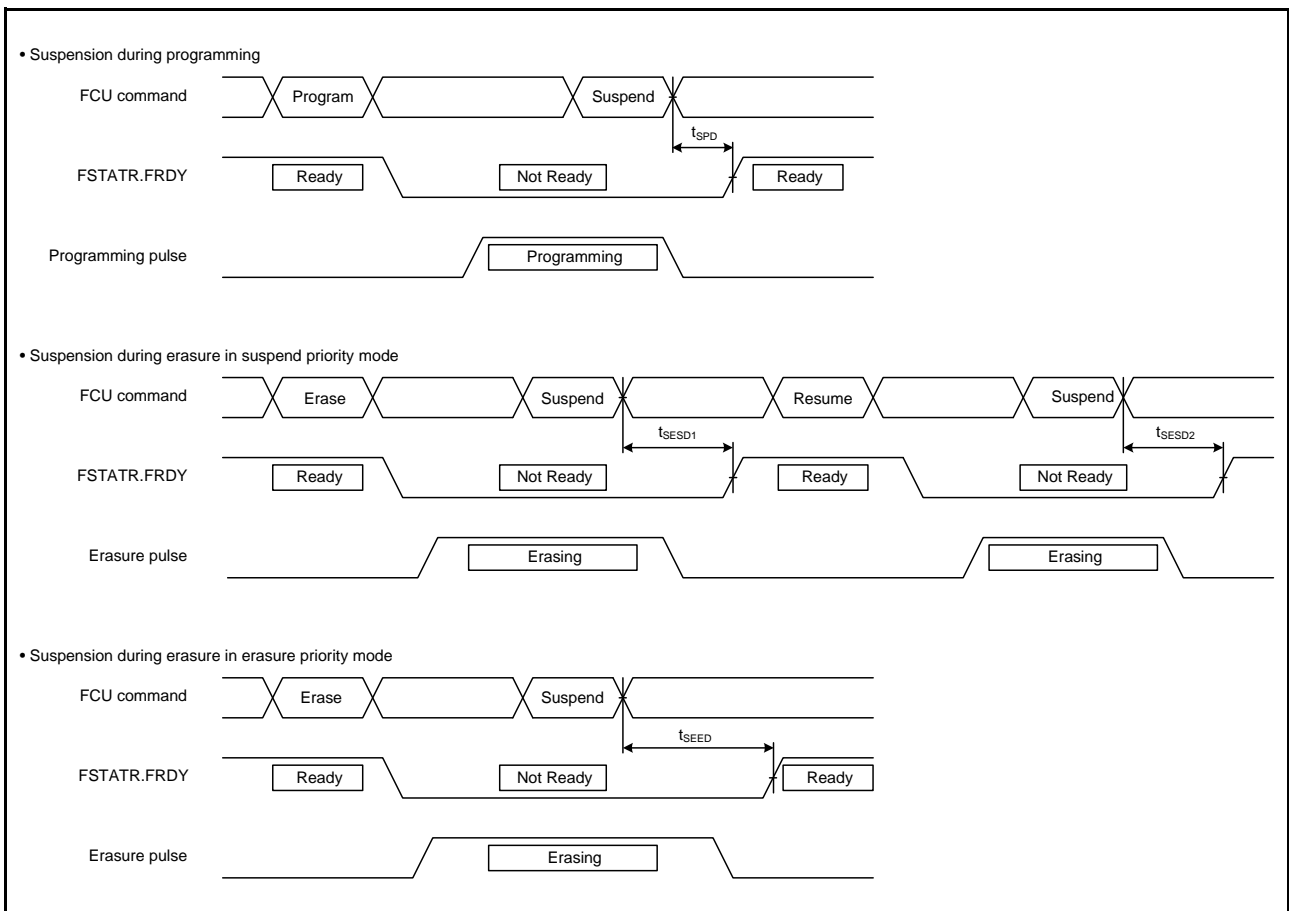 • Suspension during programming
FCU command
Program
Suspend
tSPD
FSTATR.FRDY
Ready
Not Ready
Ready
Programming pulse
Programming
• Suspension during erasure in suspend priority mode
FCU command
Erase
Suspend
Resume
Suspend
tSESD1
tSESD2
FSTATR.FRDY
Ready
Not Ready
Ready
Not Ready
Erasure pulse
Erasing
Erasing
• Suspension during erasure in erasure priority mode
FCU command
Erase
Suspend
tSEED
FSTATR.FRDY
Ready
Not Ready
Ready
Erasure pulse
Erasing